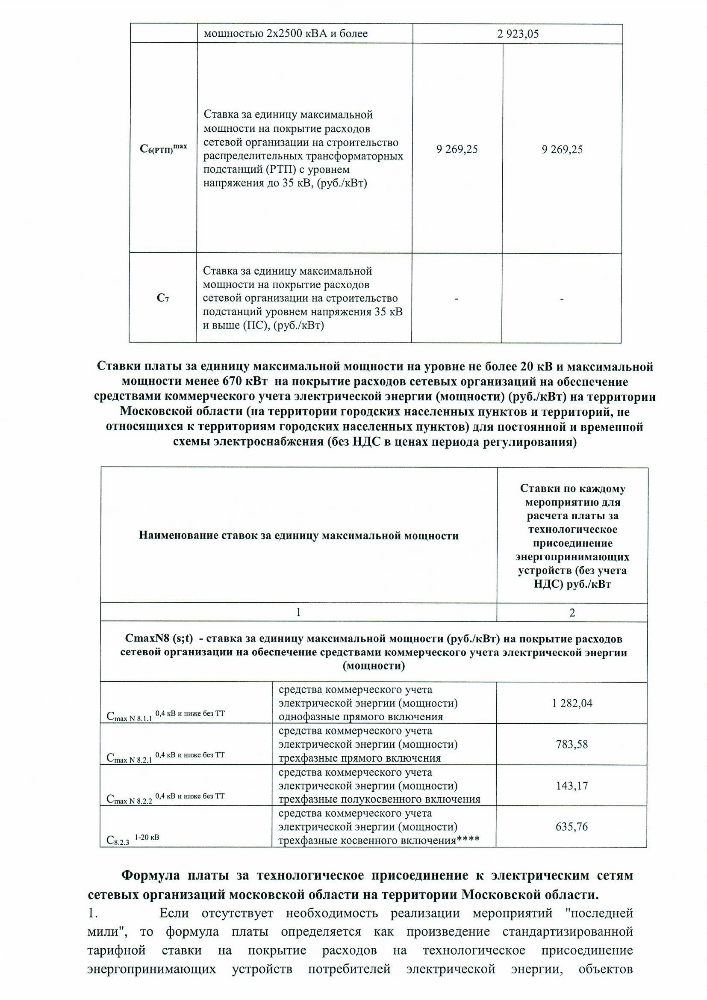 мощностью 2х2500 кВА и более
2 923,05
C6(РТП)max
Ставка за единицу максимальной
мощности на покрытие расходов
сетевой организации на строительство
распределительных трансформаторных
подстанций (РТП) с уровнем
напряжения до 35 кВ, (руб./кВт)
9 269,25
9 269,25
C7
Ставка за единицу максимальной
мощности на покрытие расходов
сетевой организации на строительство
подстанций уровнем напряжения 35 кВ
и выше (ПС), (руб./кВт)
-
-
Ставки платы за единицу максимальной мощности на уровне не более 20 кВ и максимальной
мощности менее 670 кВт на покрытие расходов сетевых организаций на обеспечение
средствами коммерческого учета электрической энергии (мощности) (руб./кВт) на территории
Московской области (на территории городских населенных пунктов и территорий, не
относящихся к территориям городских населенных пунктов) для постоянной и временной
схемы электроснабжения (без НДС в ценах периода регулирования)
Наименование ставок за единицу максимальной мощности
Ставки по каждому
мероприятию для
расчета платы за
технологическое
присоединение
энергопринимающих
устройств (без учета
НДС) руб./кВт
1
2
CmaxN8 (s;t) - ставка за единицу максимальной мощности (руб./кВт) на покрытие расходов
сетевой организации на обеспечение средствами коммерческого учета электрической энергии
(мощности)
Cmax N 8.1.1 0,4 кВ и ниже без ТТ
средства коммерческого учета
электрической энергии (мощности)
однофазные прямого включения
1 282,04
Cmax N 8.2.1 0,4 кВ и ниже без ТТ
средства коммерческого учета
электрической энергии (мощности)
трехфазные прямого включения
783,58
Cmax N 8.2.2 0,4 кВ и ниже без ТТ
средства коммерческого учета
электрической энергии (мощности)
трехфазные полукосвенного включения
143,17
C8.2.3 1-20 кВ
средства коммерческого учета
электрической энергии (мощности)
трехфазные косвенного включения****
635,76
Формула платы за технологическое присоединение к электрическим сетям
сетевых организаций московской области на территории Московской области.
1. Если отсутствует необходимость реализации мероприятий "последней
мили", то формула платы определяется как произведение стандартизированной
тарифной ставки на покрытие расходов на технологическое присоединение
энергопринимающих устройств потребителей электрической энергии, объектов